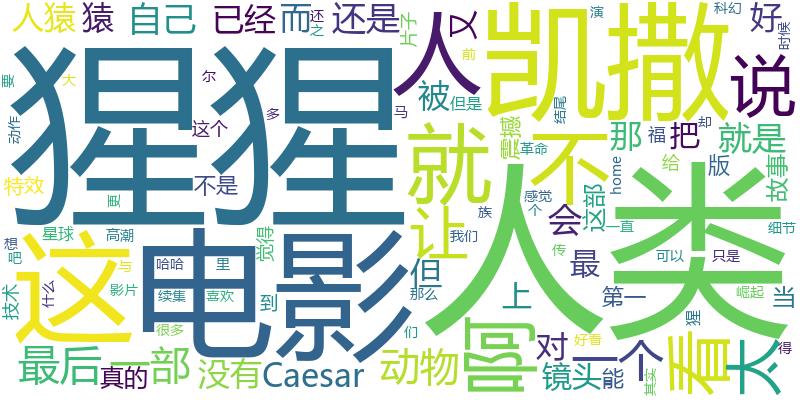 人猿
猿
自己
已经
而
还
之
还是
片子
人
又
前
凯撒
演
科幻
好
时候
要
大
尔
多
马
被
但是
结尾
说
动作
猩猩
这个
就
震撼
革命
不
那
福
把
却
就是
特效
不是
更
让
族
感觉
个
会
这部
home
给
版
故事
人类
想
吧
星球
高潮
这
电影
觉得
但
我们
传
一直
最
可以
只是
细节
技术
什么
与
影片
哈哈
续集
里
喜欢
到
那么
上
第一
猩
崛起
当
很多
们
啊
对
一个
好看
看
太
得
最后
真的
一部
没有
Caesar
动物
镜头
能
其实